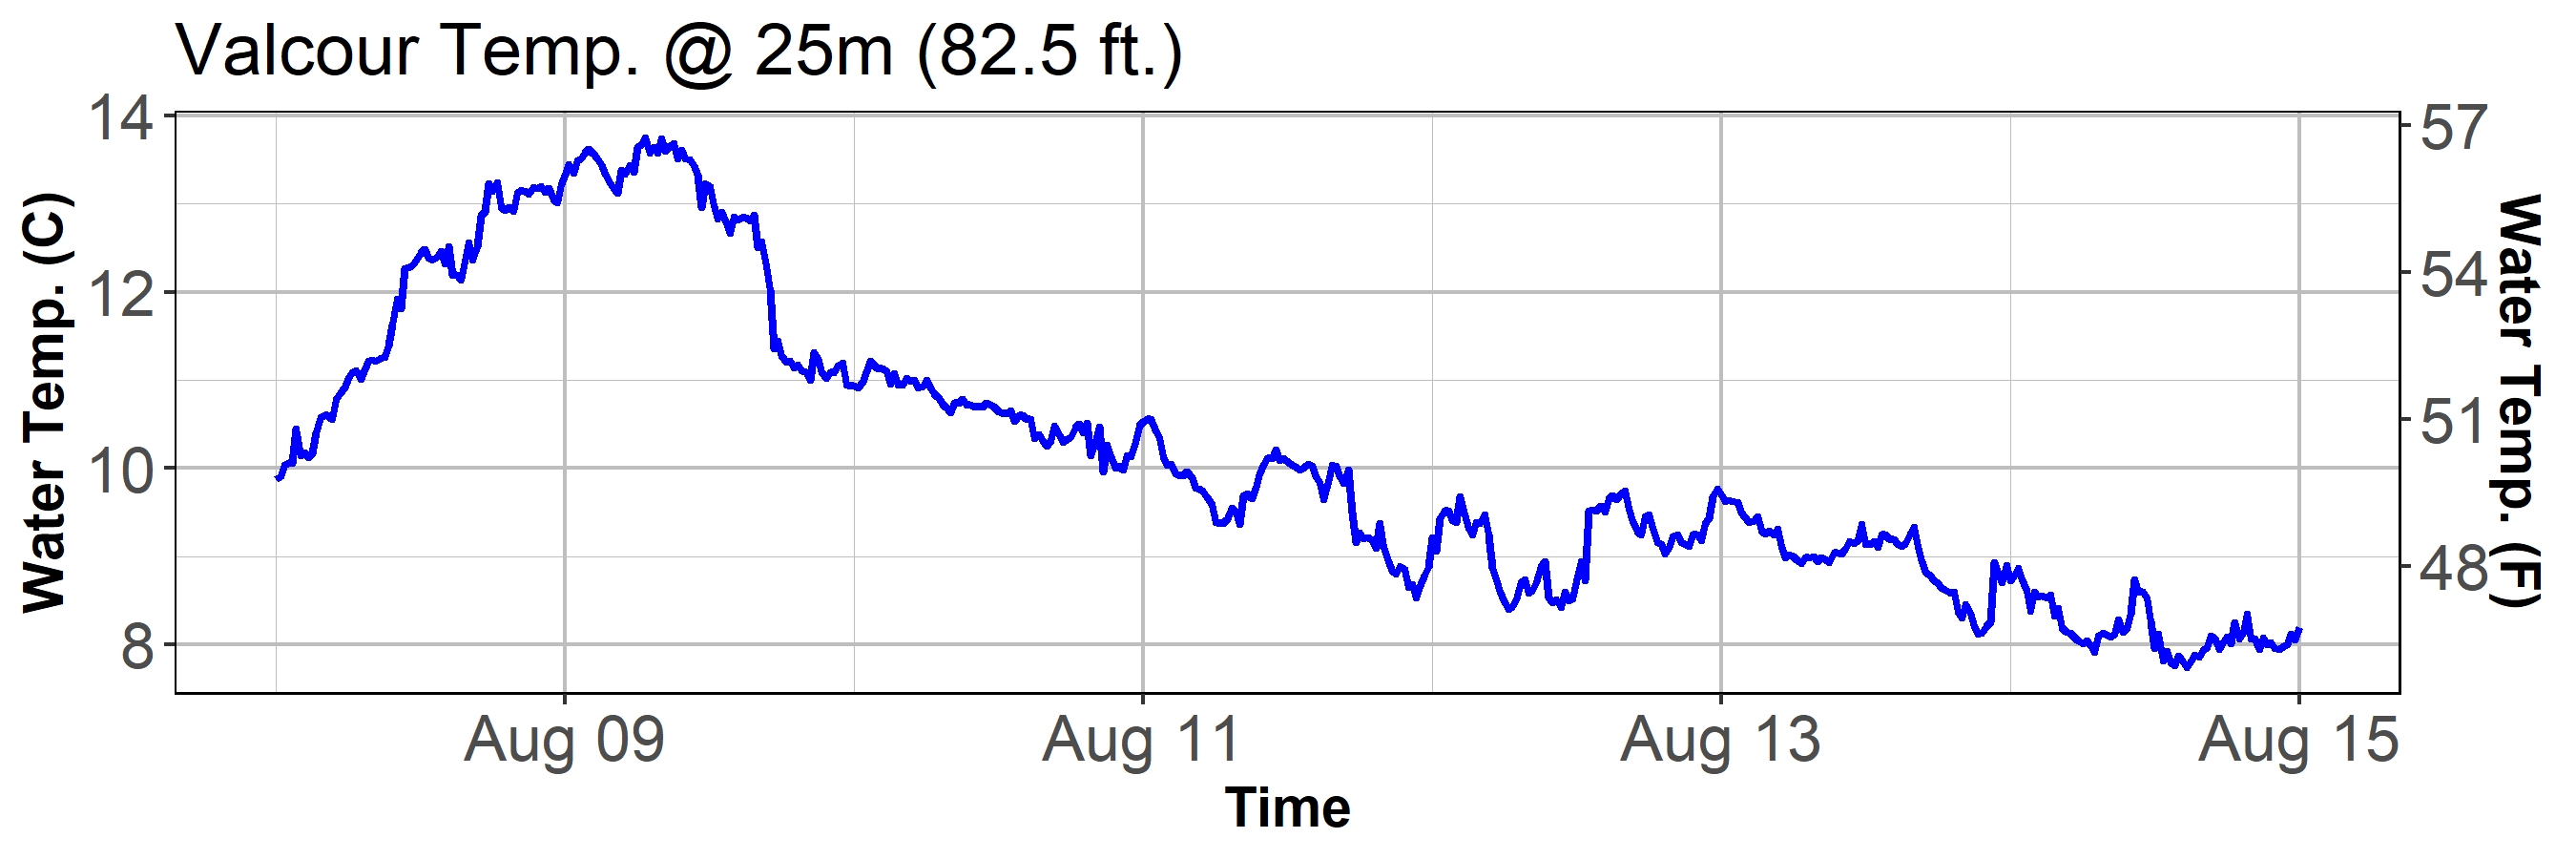 Valcour Temp. @ 25m (82.5 ft.)
Water Temp. (C)
14
12
10
8
57
54
51
48
Water Temp. (F)
Aug 09
Aug 11
Aug 13
Aug 15
Time